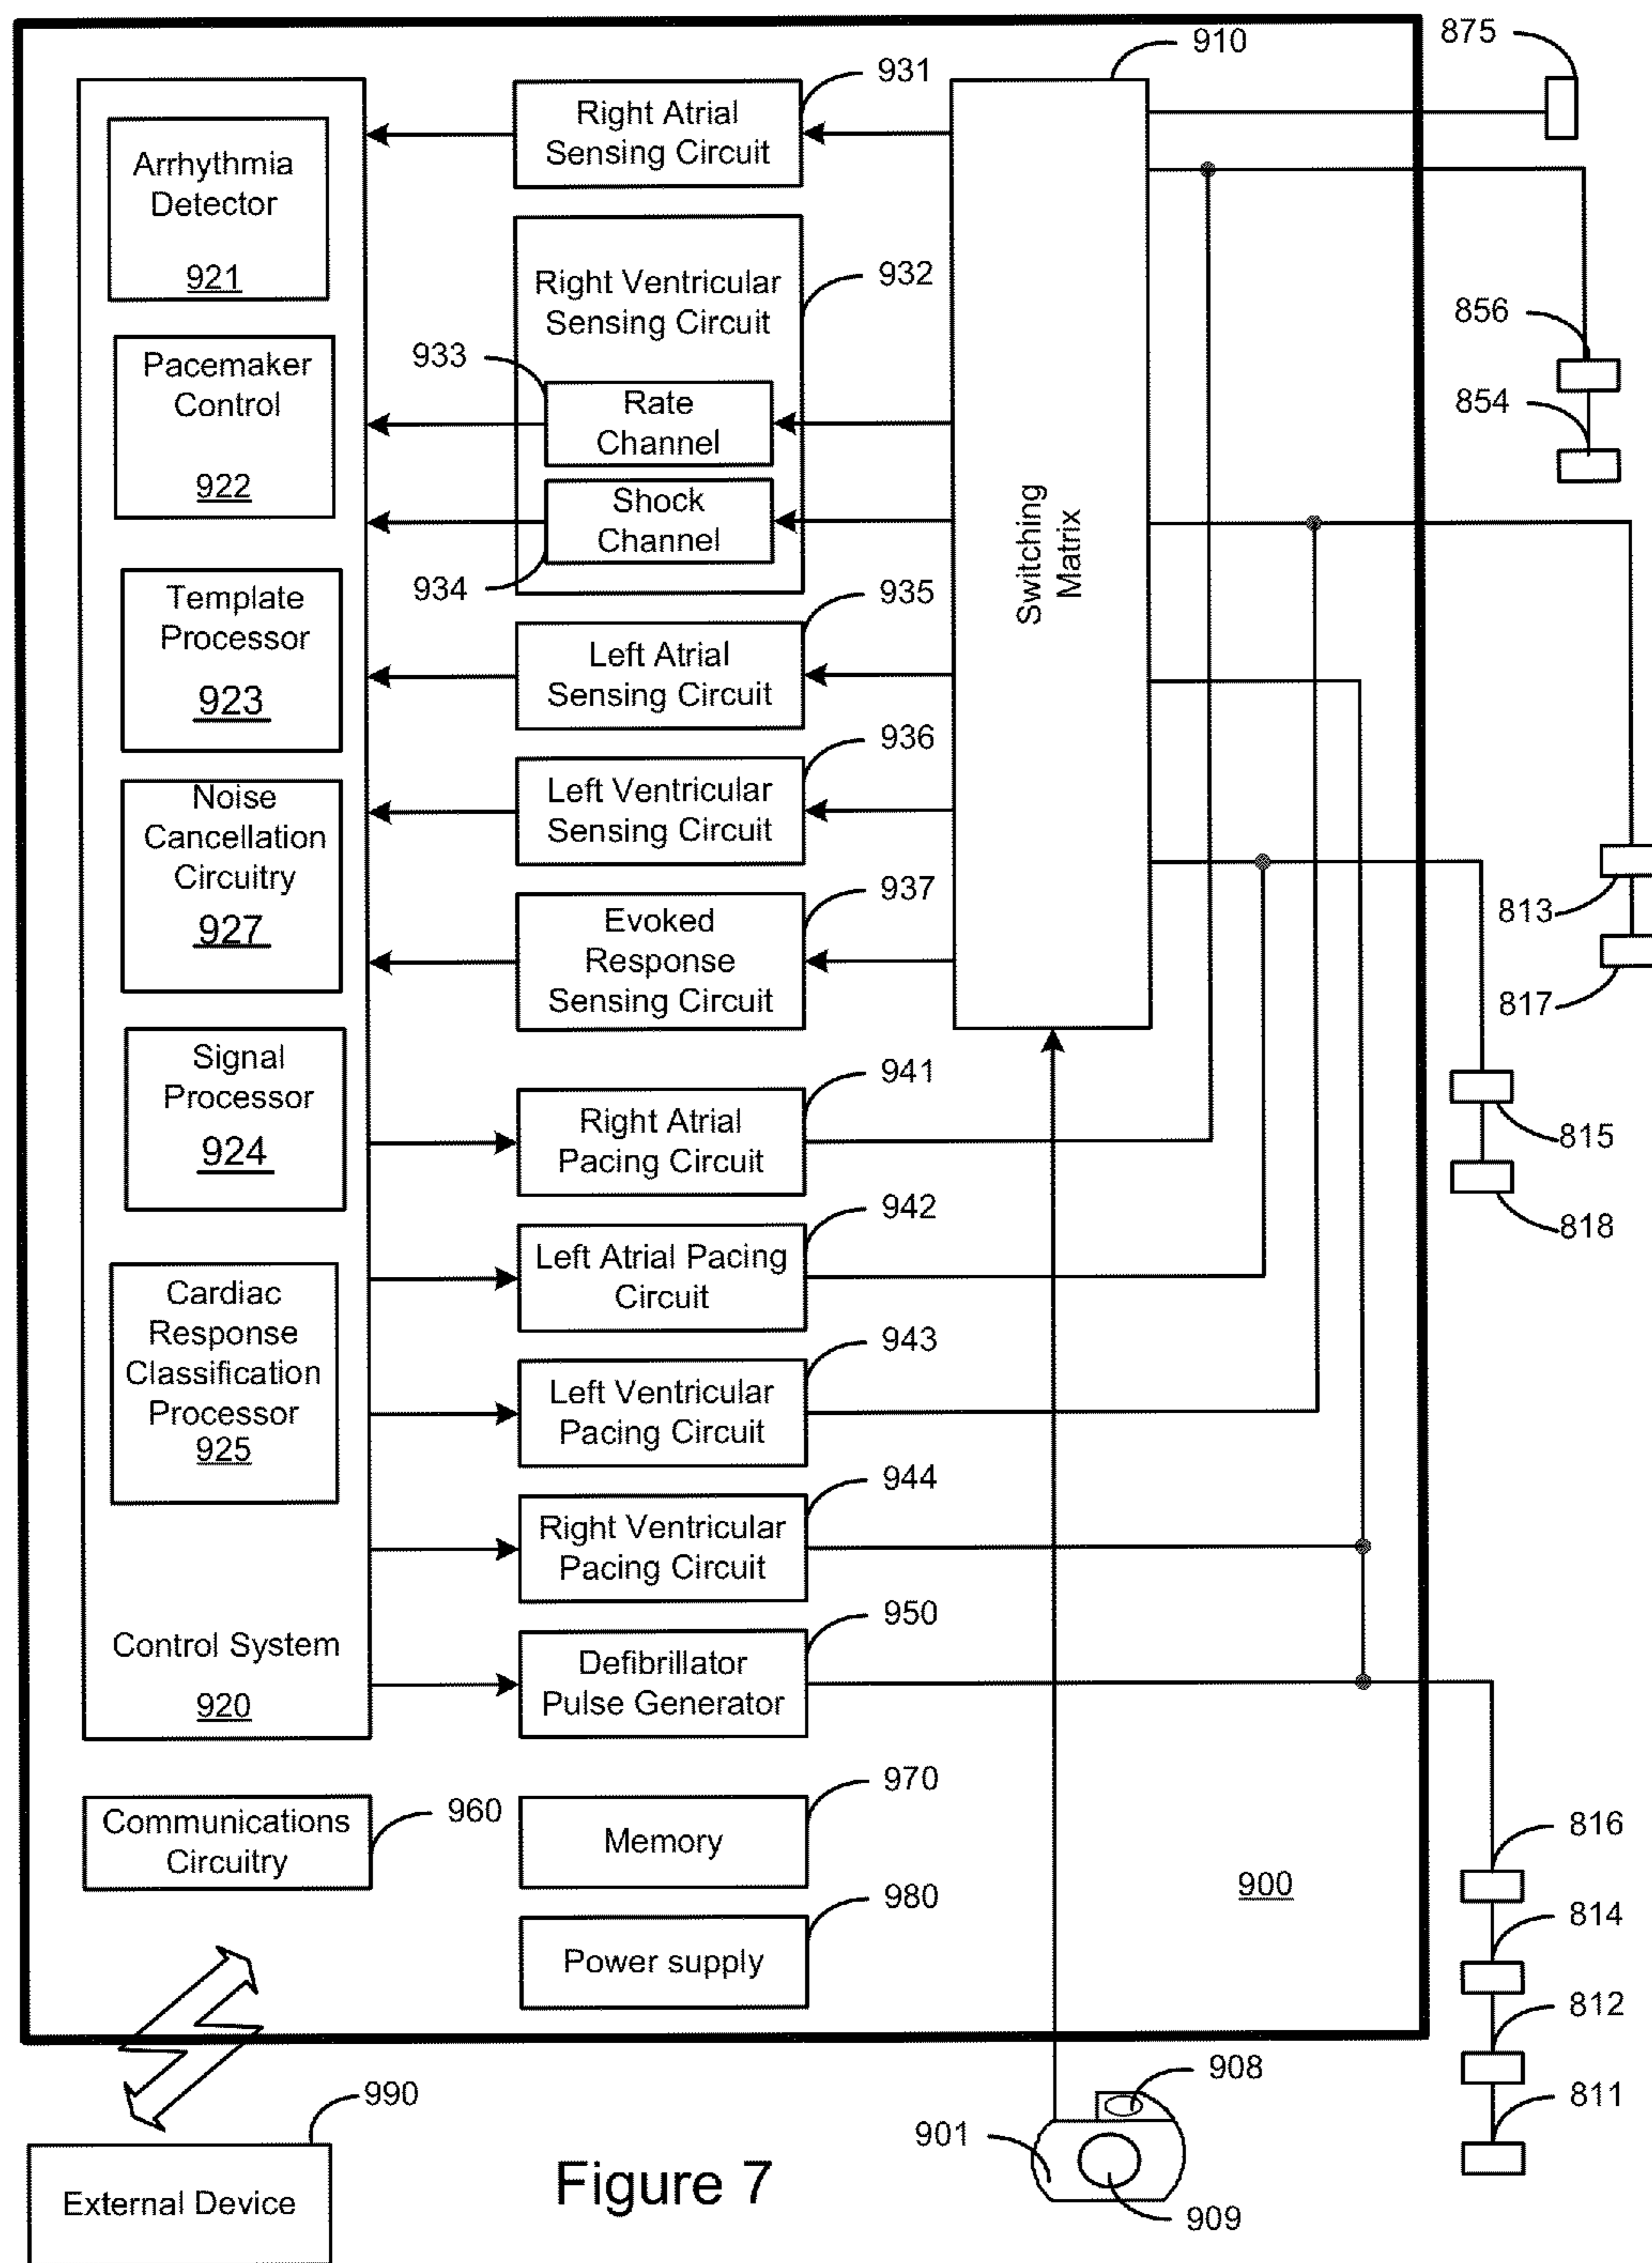 910
875
931
Right Atrial
Sensing Circuit
Arrhythmia
Detector
921
932
Right Ventricular
Sensing Circuit
856
933
Pacemaker
Control
922
Rate
Channel
854
Shock
Channel
934
Switching
Matrix
Template
Processor
923
935
Left Atrial
Sensing Circuit
936
Left Ventricular
Sensing Circuit
Noise
Cancellation
Circuitry
927
937
Evoked
Response
Sensing Circuit
813
817
Signal
Processor
924
941
Right Atrial
Pacing Circuit
815
818
942
Left Atrial Pacing
Circuit
Cardiac
Response
Classification
Processor
925
943
Left Ventricular
Pacing Circuit
944
Right Ventricular
Pacing Circuit
950
Defibrillator
Pulse Generator
Control System
920
Communications
Circuitry
960
970
Memory
816
900
980
Power supply
814
812
811
908
901
909
990
External Device
Figure 7